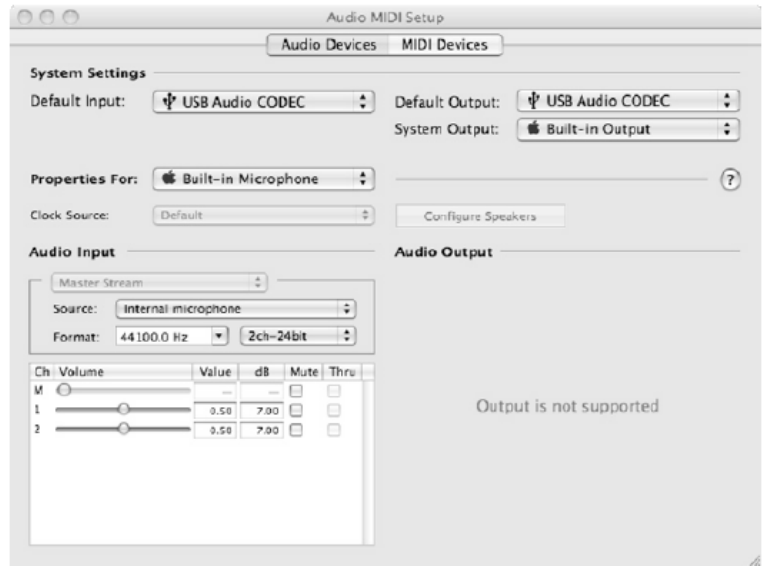 Audio MIDI Setup
Audio Devices MIDI Devices
System Settings
Default Input: USB Audio CODEC
Default Output: USB Audio CODEC
System Output: Built-in Output
Properties For: Built-in Microphone
?
Clock Source: Default
Configure Speakers
Audio Input
Audio Output
Master Stream
Source: Internal microphone
Format: 44100.0 Hz 2ch-24bit
Ch Volume Value dB Mute Thru
M — —
1 0.50 7.00
2 0.50 7.00
Output is not supported